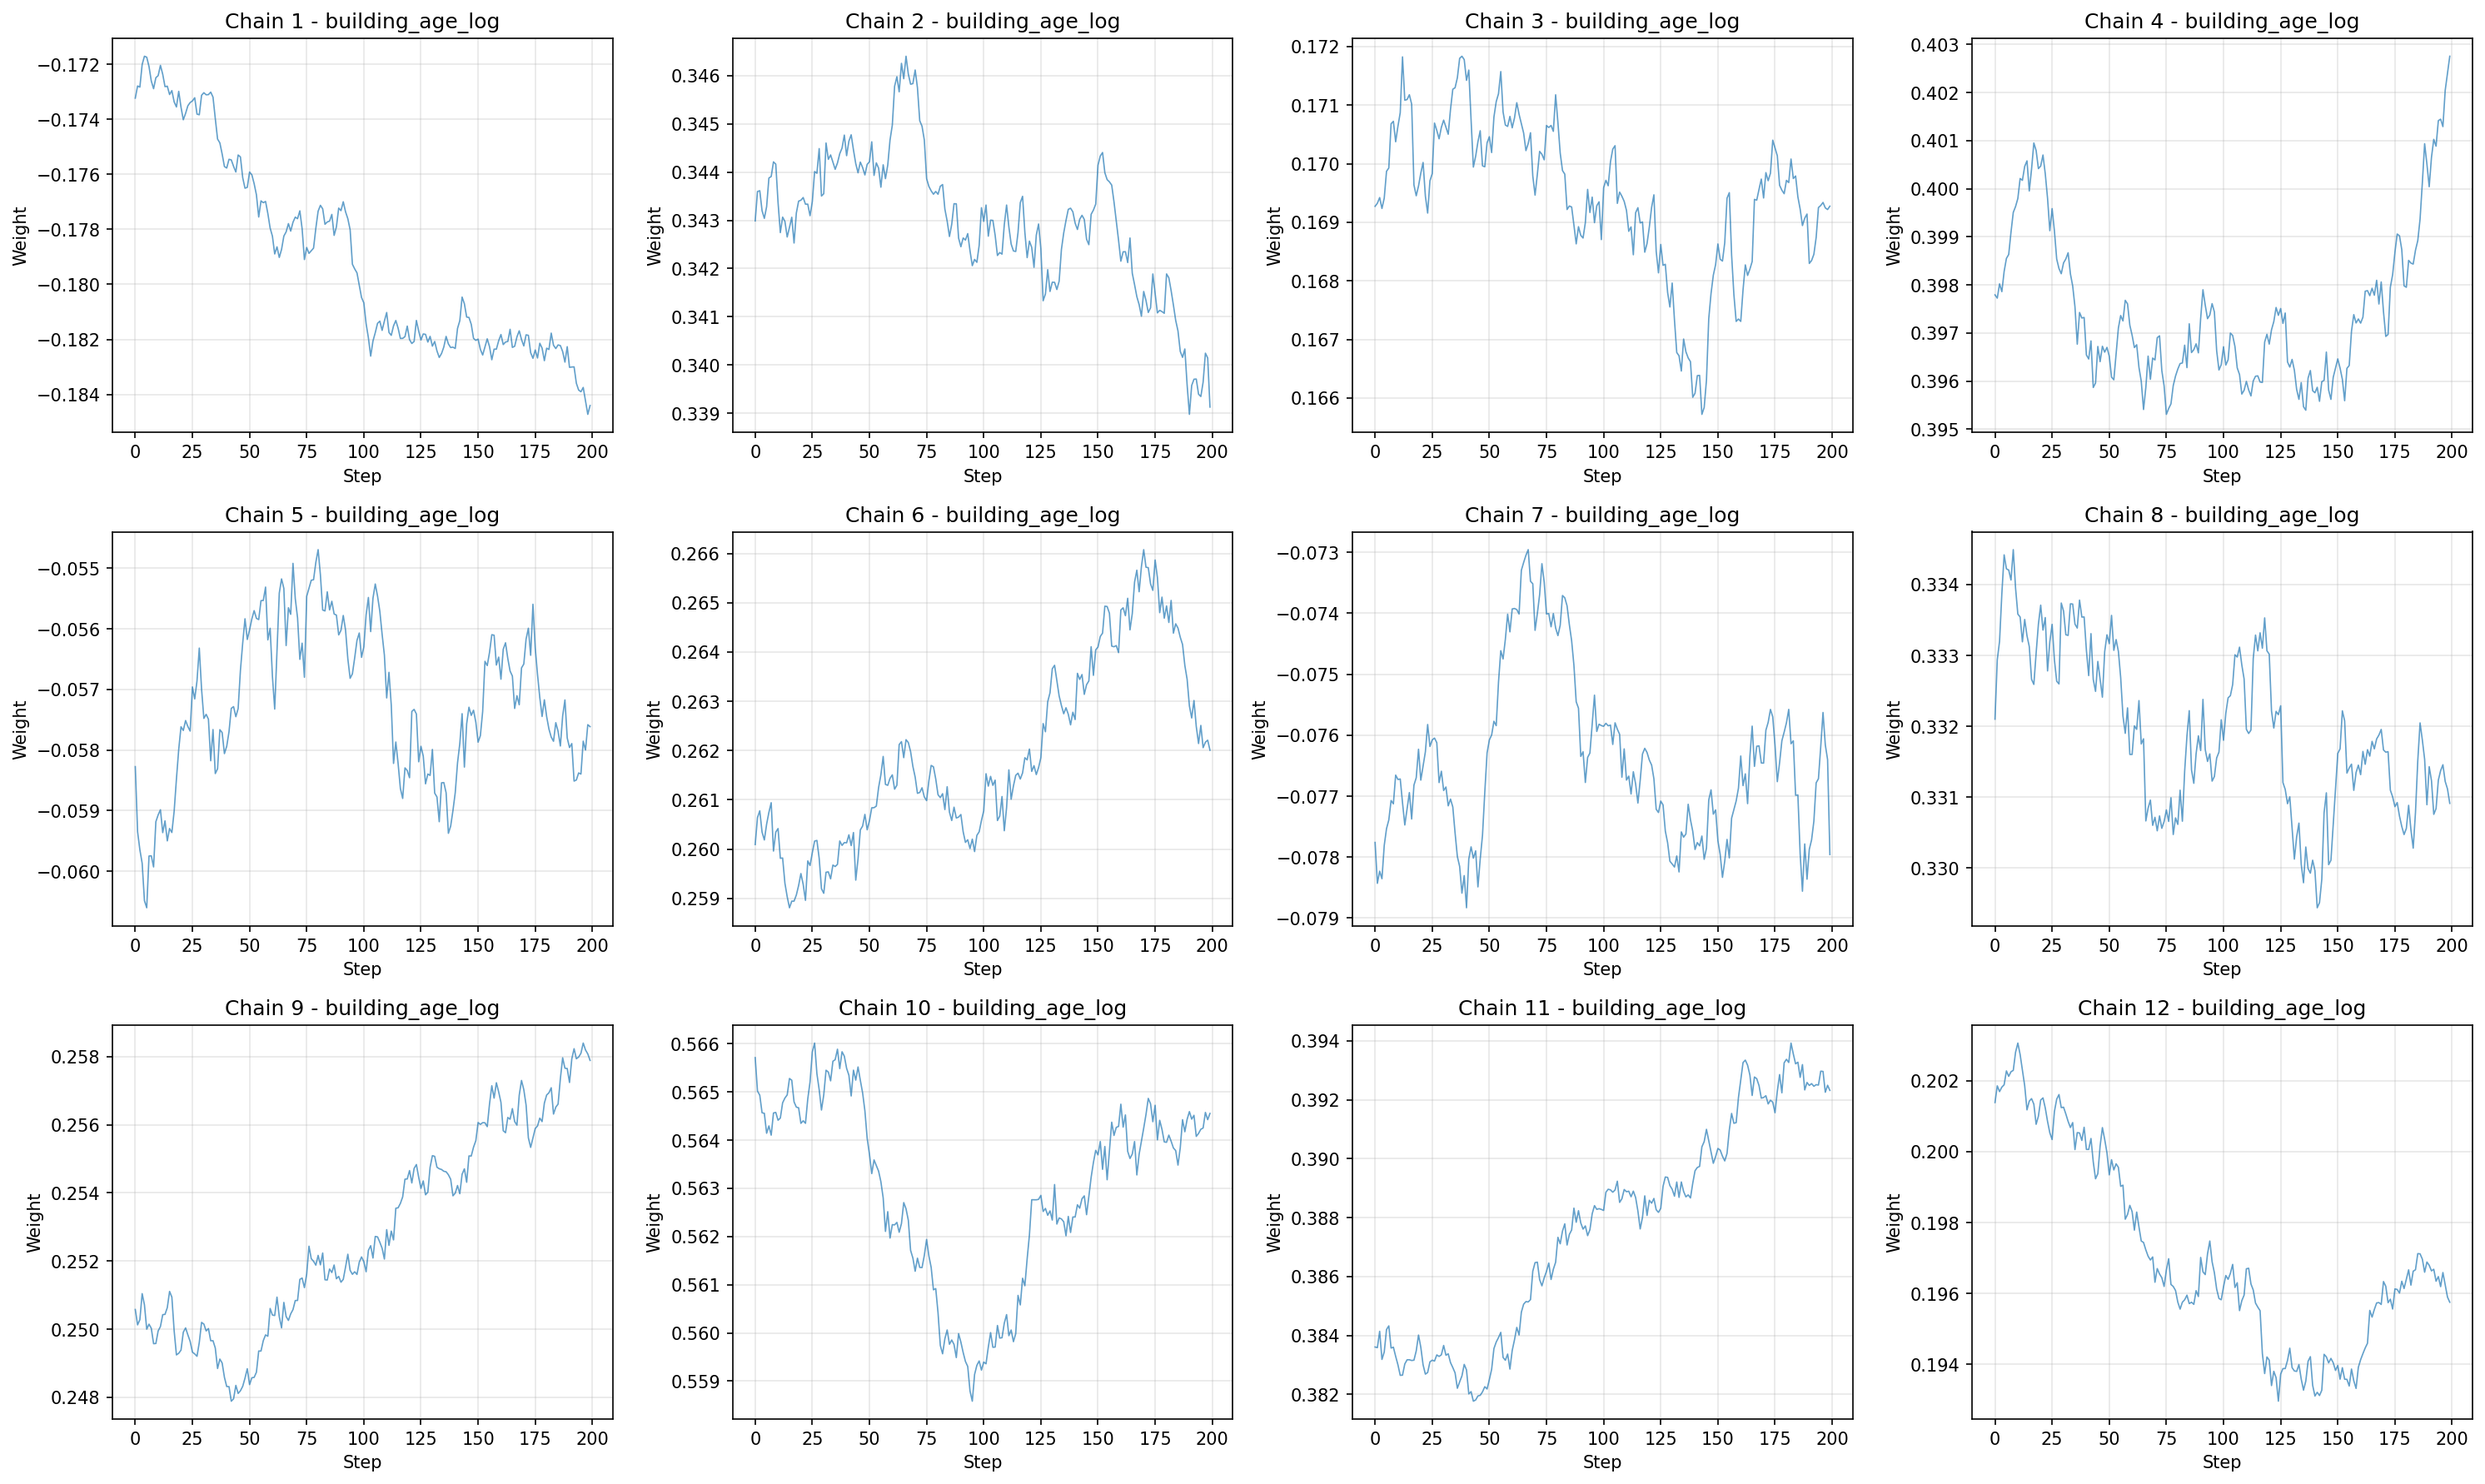 Chain 1 - building_age_log
Weight
−0.172
−0.174
−0.176
−0.178
−0.180
−0.182
−0.184
0 25 50 75 100 125 150 175 200
Step
Chain 2 - building_age_log
Weight
0.346
0.345
0.344
0.343
0.342
0.341
0.340
0.339
0 25 50 75 100 125 150 175 200
Step
Chain 3 - building_age_log
Weight
0.172
0.171
0.170
0.169
0.168
0.167
0.166
0 25 50 75 100 125 150 175 200
Step
Chain 4 - building_age_log
Weight
0.403
0.402
0.401
0.400
0.399
0.398
0.397
0.396
0.395
0 25 50 75 100 125 150 175 200
Step
Chain 5 - building_age_log
Weight
−0.055
−0.056
−0.057
−0.058
−0.059
−0.060
0 25 50 75 100 125 150 175 200
Step
Chain 6 - building_age_log
Weight
0.266
0.265
0.264
0.263
0.262
0.261
0.260
0.259
0 25 50 75 100 125 150 175 200
Step
Chain 7 - building_age_log
Weight
−0.073
−0.074
−0.075
−0.076
−0.077
−0.078
−0.079
0 25 50 75 100 125 150 175 200
Step
Chain 8 - building_age_log
Weight
0.334
0.333
0.332
0.331
0.330
0 25 50 75 100 125 150 175 200
Step
Chain 9 - building_age_log
Weight
0.258
0.256
0.254
0.252
0.250
0.248
0 25 50 75 100 125 150 175 200
Step
Chain 10 - building_age_log
Weight
0.566
0.565
0.564
0.563
0.562
0.561
0.560
0.559
0 25 50 75 100 125 150 175 200
Step
Chain 11 - building_age_log
Weight
0.394
0.392
0.390
0.388
0.386
0.384
0.382
0 25 50 75 100 125 150 175 200
Step
Chain 12 - building_age_log
Weight
0.202
0.200
0.198
0.196
0.194
0 25 50 75 100 125 150 175 200
Step